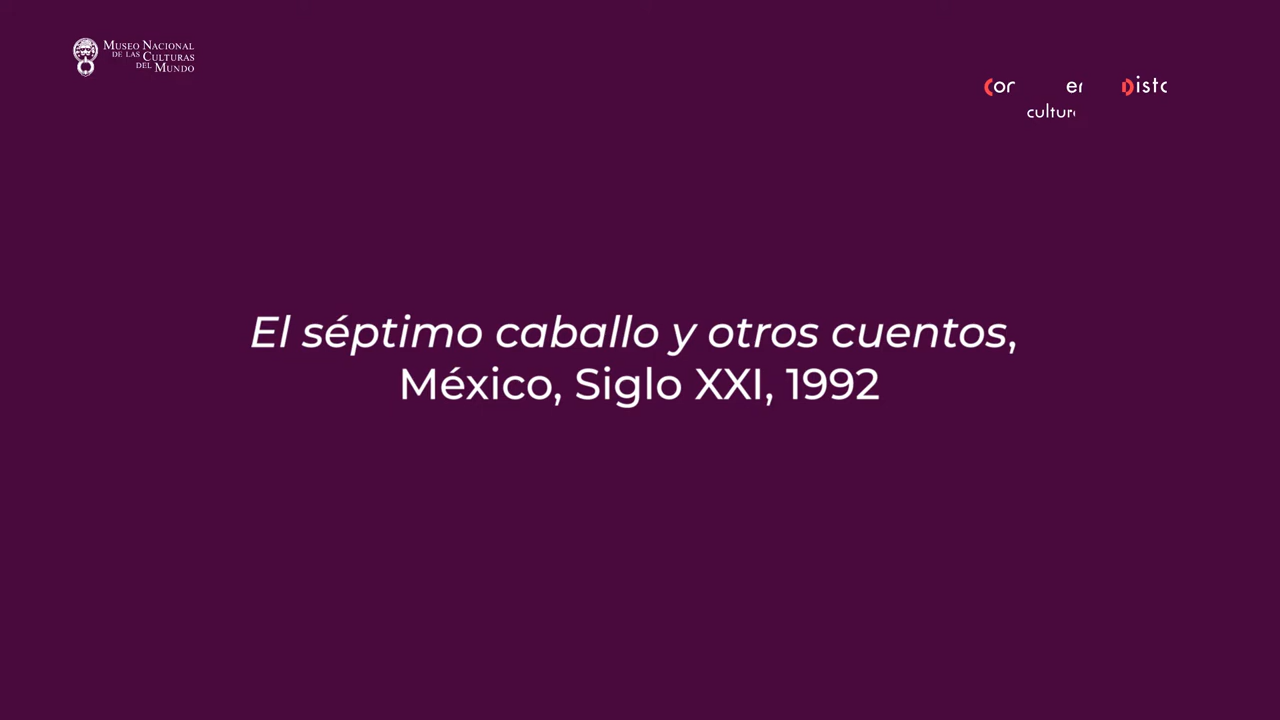 MUSEO NACIONAL
DE LAS CULTURAS
DEL MUNDO
El séptimo caballo y otros cuentos,
México, Siglo XXI, 1992